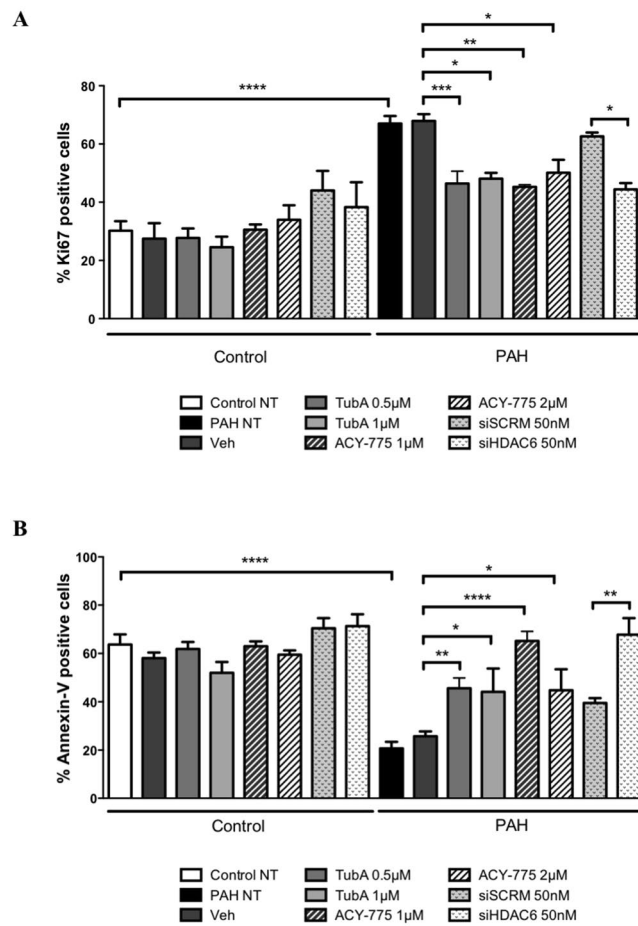 A
*
**
*
****
***
*
% Ki67 positive cells
80
60
40
20
0
Control
PAH
Control NT
TubA 0.5µM
ACY-775 2µM
PAH NT
TubA 1µM
siSCRM 50nM
Veh
ACY-775 1µM
siHDAC6 50nM
B
****
*
****
*
**
**
% Annexin-V positive cells
100
80
60
40
20
0
Control
PAH
Control NT
TubA 0.5µM
ACY-775 2µM
PAH NT
TubA 1µM
siSCRM 50nM
Veh
ACY-775 1µM
siHDAC6 50nM